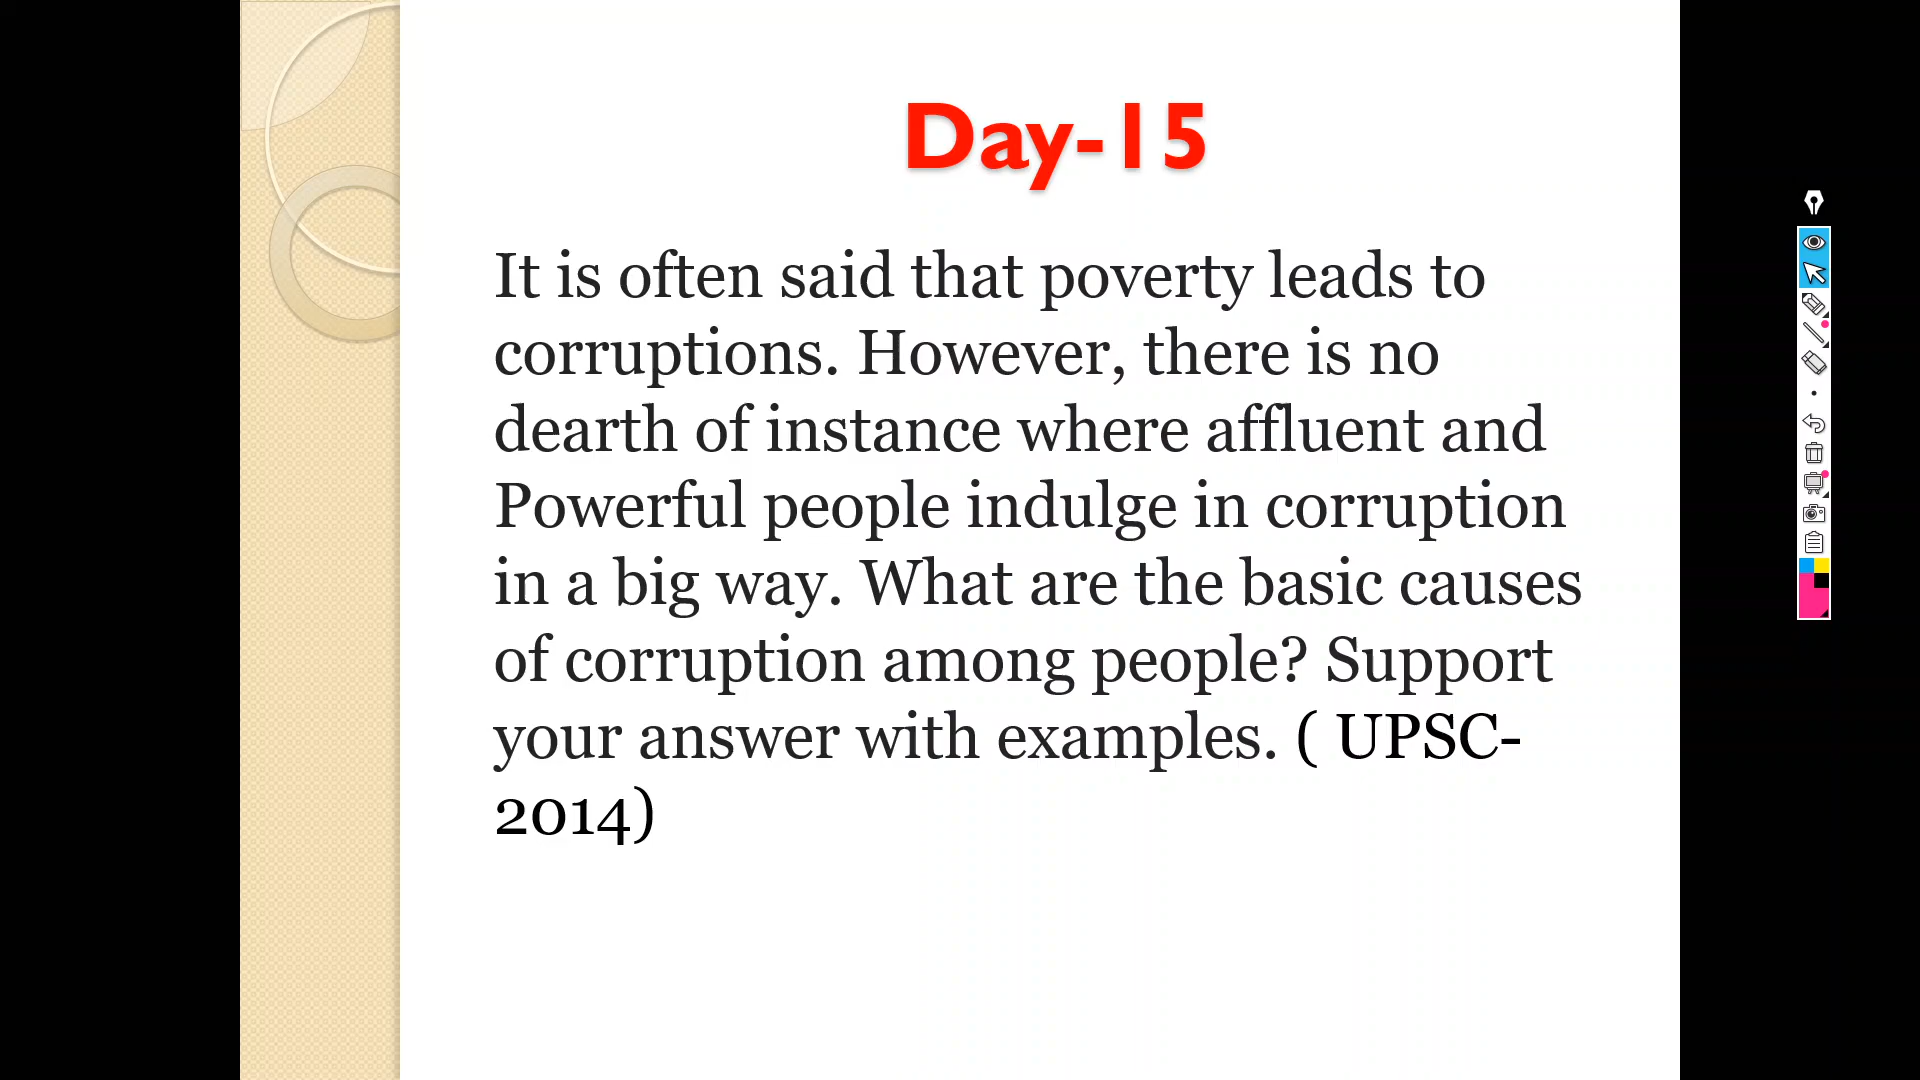 Day-15
It is often said that poverty leads to
corruptions. However, there is no
dearth of instance where affluent and
Powerful people indulge in corruption
in a big way. What are the basic causes
of corruption among people? Support
your answer with examples. ( UPSC-
2014)